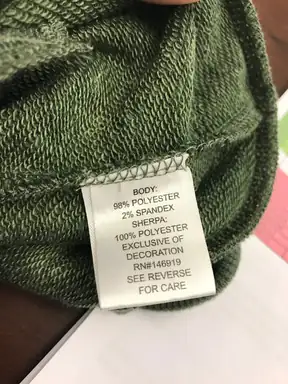 BODY:
98% POLYESTER
2% SPANDEX
SHERPA:
100% POLYESTER
EXCLUSIVE OF
DECORATION
RN#146919
SEE REVERSE
FOR CARE